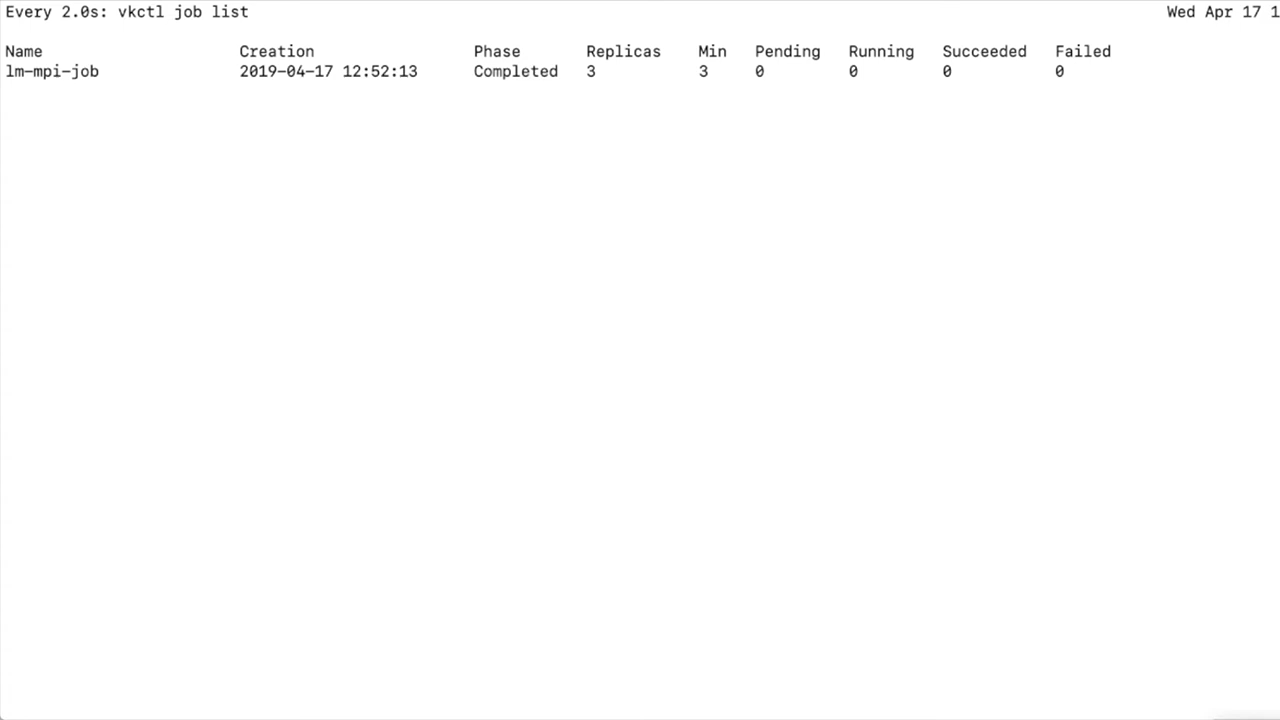 Every 2.0s: vkctl job list Wed Apr 17 1
Name Creation Phase Replicas Min Pending Running Succeeded Failed
lm-mpi-job 2019-04-17 12:52:13 Completed 3 3 0 0 0 0